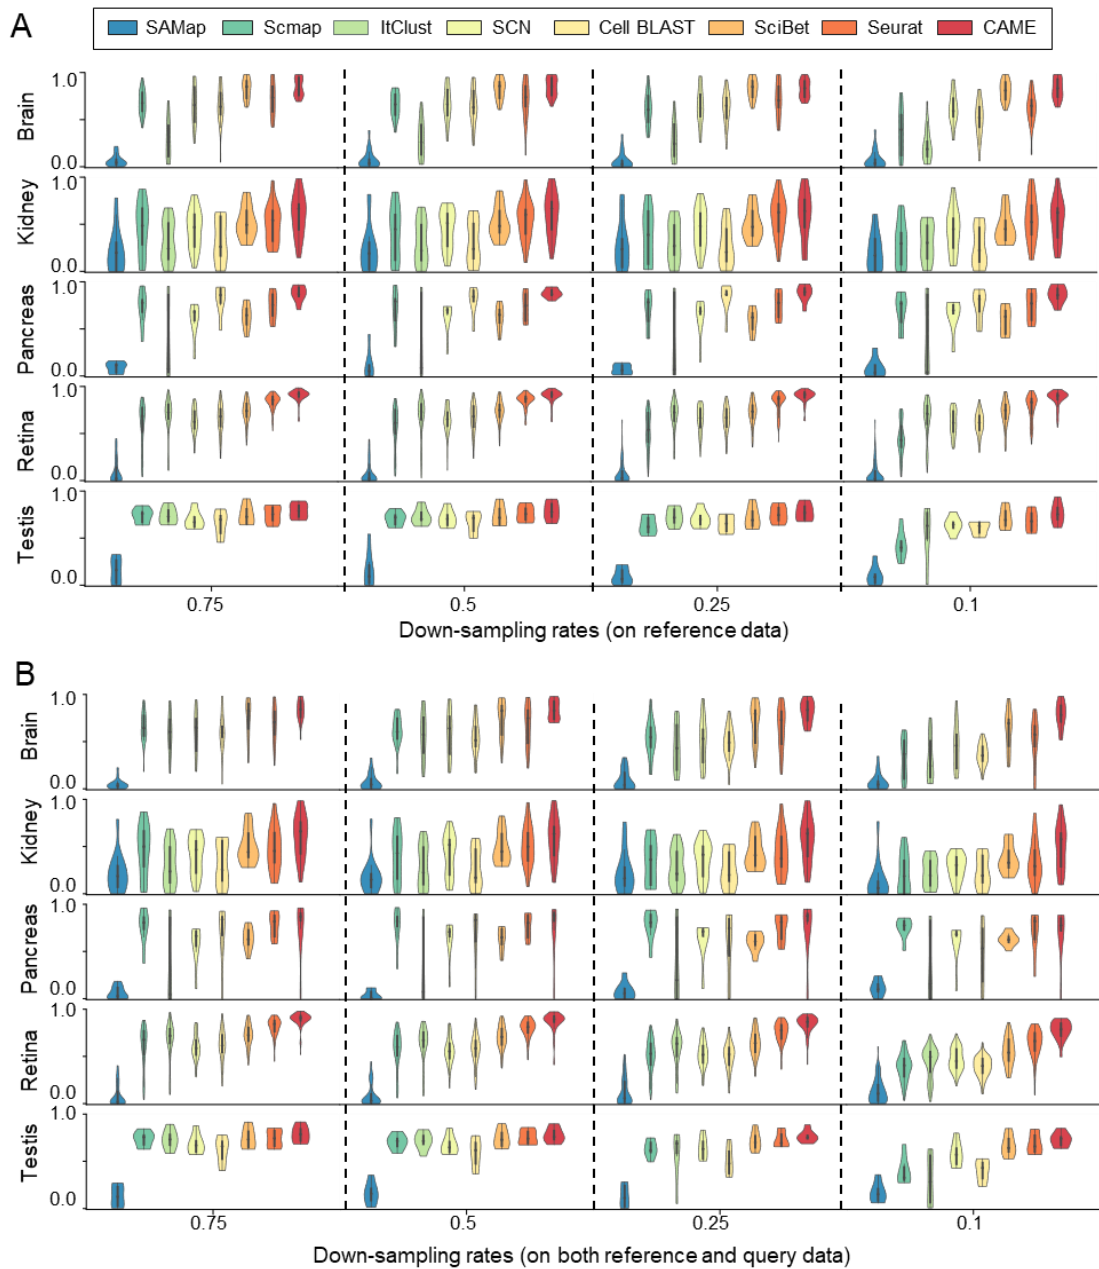 A
SAMap Scmap ItClust SCN Cell BLAST SciBet Seurat CAME
Brain
1.0
0.0
Kidney
1.0
0.0
Pancreas
1.0
0.0
Retina
1.0
0.0
Testis
1.0
0.0
0.75 0.5 0.25 0.1
Down-sampling rates (on reference data)
B
Brain
1.0
0.0
Kidney
1.0
0.0
Pancreas
1.0
0.0
Retina
1.0
0.0
Testis
1.0
0.0
0.75 0.5 0.25 0.1
Down-sampling rates (on both reference and query data)